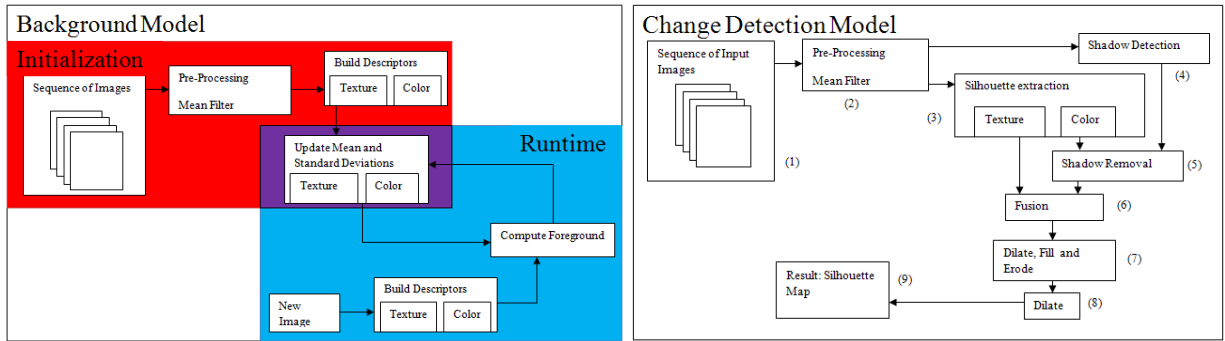 Background Model
Initialization
Sequence of Images
Pre-Processing
Mean Filter
Build Descriptors
Texture
Color
Runtime
Update Mean and
Standard Deviations
Texture
Color
Compute Foreground
New
Image
Build Descriptors
Texture
Color
Change Detection Model
Sequence of Input
Images
(1)
Pre-Processing
Mean Filter
(2)
Shadow Detection
(4)
Silhouette extraction
(3)
Texture
Color
Shadow Removal
(5)
Fusion
(6)
Dilate, Fill and
Erode
(7)
Dilate
(8)
Result: Silhouette
Map
(9)